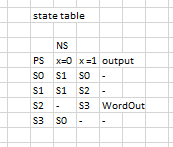 state table
NS
PS x=0 x=1 output
S0 S1 S0 -
S1 S1 S2 -
S2 - S3 WordOut
S3 S0 - -